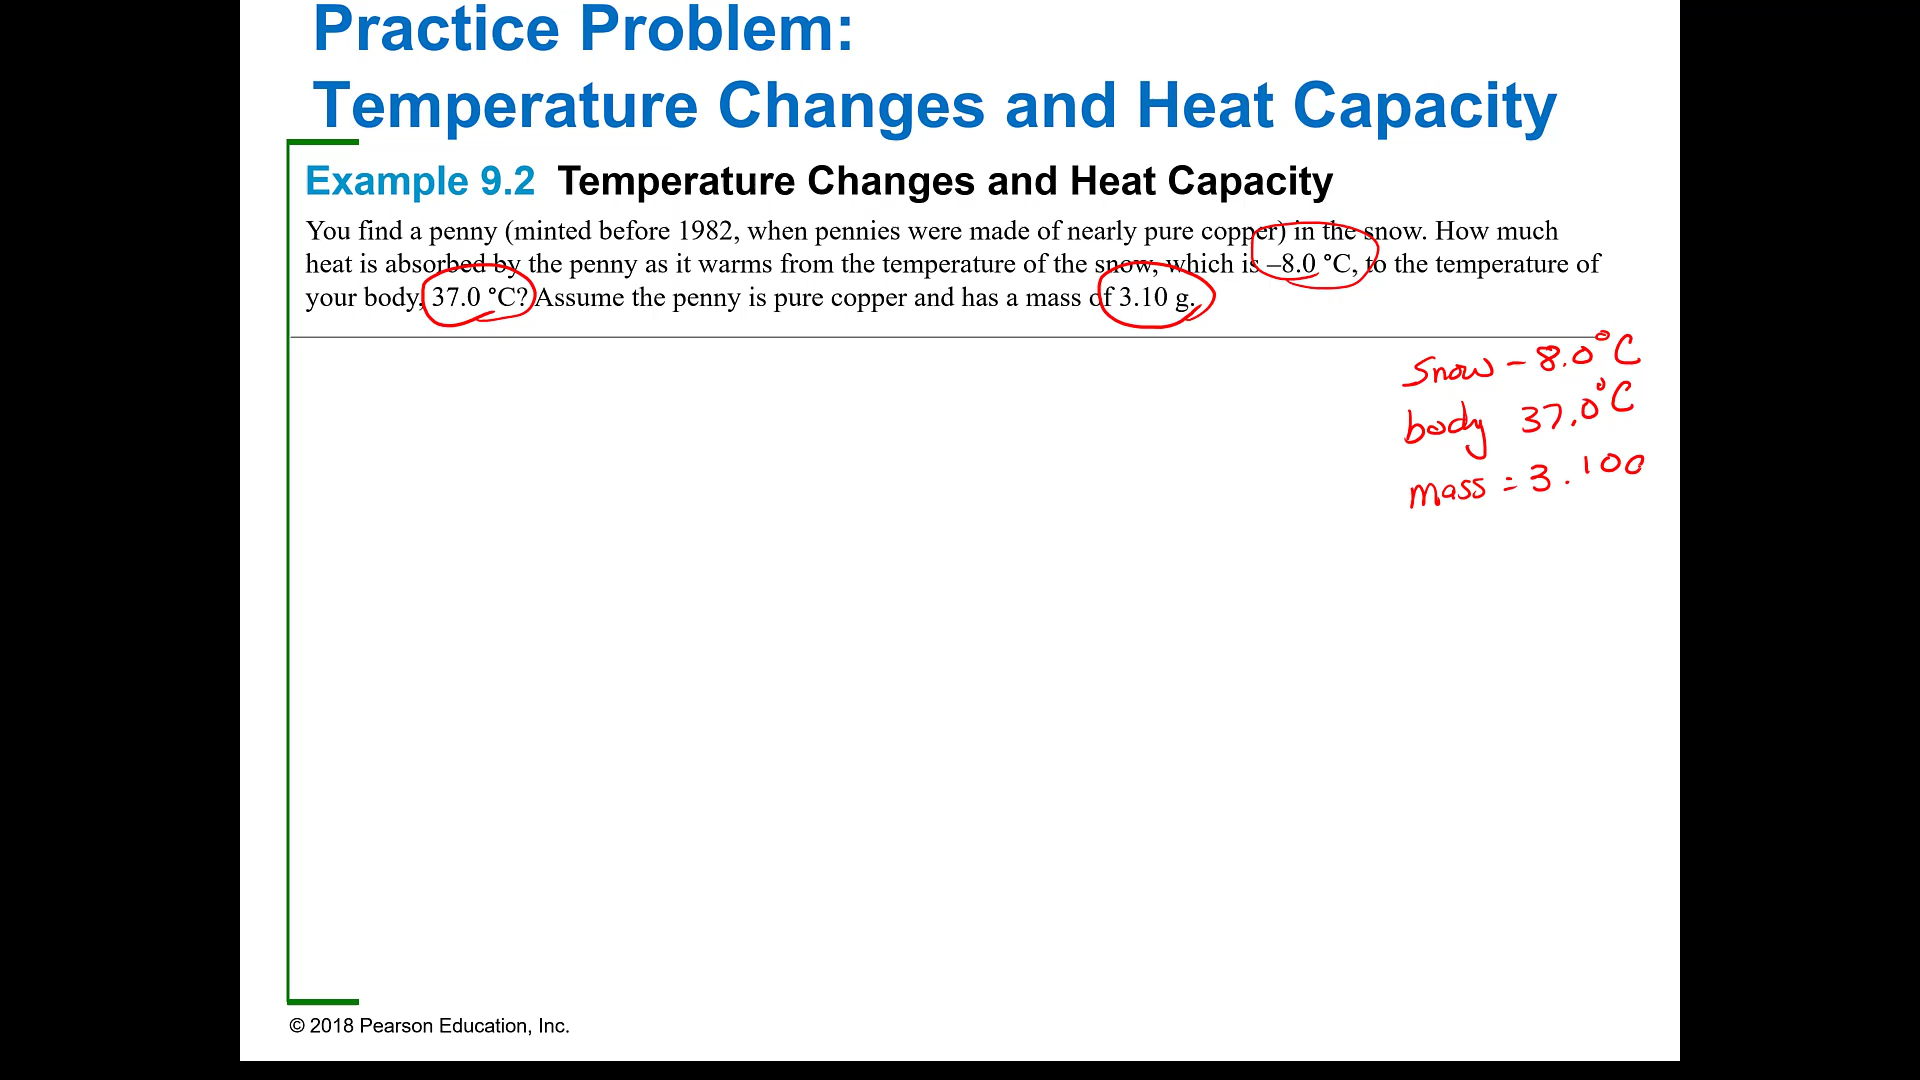 Practice Problem:
Temperature Changes and Heat Capacity
Example 9.2 Temperature Changes and Heat Capacity
You find a penny (minted before 1982, when pennies were made of nearly pure copper) in the snow. How much
heat is absorbed by the penny as it warms from the temperature of the snow, which is –8.0 °C, to the temperature of
your body, 37.0 °C? Assume the penny is pure copper and has a mass of 3.10 g.
Snow – 8.0°C
body 37.0°C
mass = 3.100
© 2018 Pearson Education, Inc.